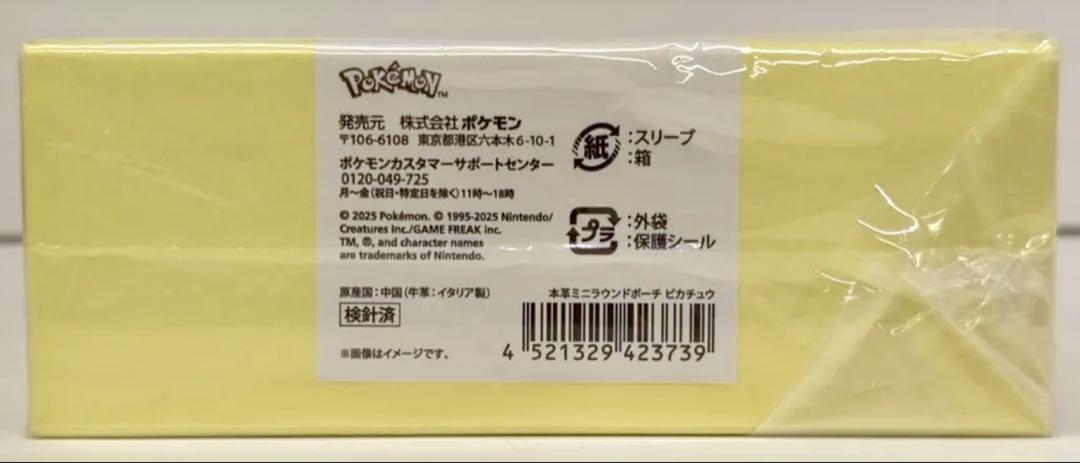 POKéMON™
発売元 株式会社 ポケモン
〒106-6108 東京都港区六本木6-10-1
ポケモンカスタマーサポートセンター
0120-049-725
月～金(祝日・特定日を除く)11時～18時
© 2025 Pokémon. © 1995-2025 Nintendo/
Creatures Inc./GAME FREAK inc.
TM, ®, and character names
are trademarks of Nintendo.
紙
:スリーブ
:箱
プラ
:外袋
:保護シール
原産国:中国(牛革:イタリア製)
検針済
※画像はイメージです。
本革ミニラウンドポーチ ピカチュウ
4 521329 423739